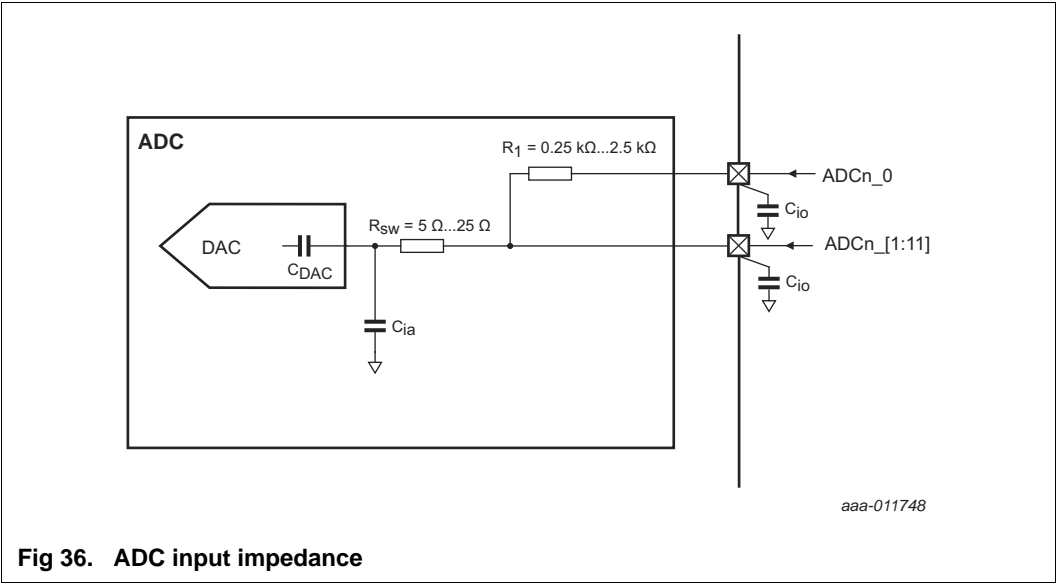 ADC
R1 = 0.25 kΩ...2.5 kΩ
ADCn_0
Cio
Rsw = 5 Ω...25 Ω
DAC
CDAC
ADCn_[1:11]
Cio
Cia
aaa-011748
Fig 36. ADC input impedance